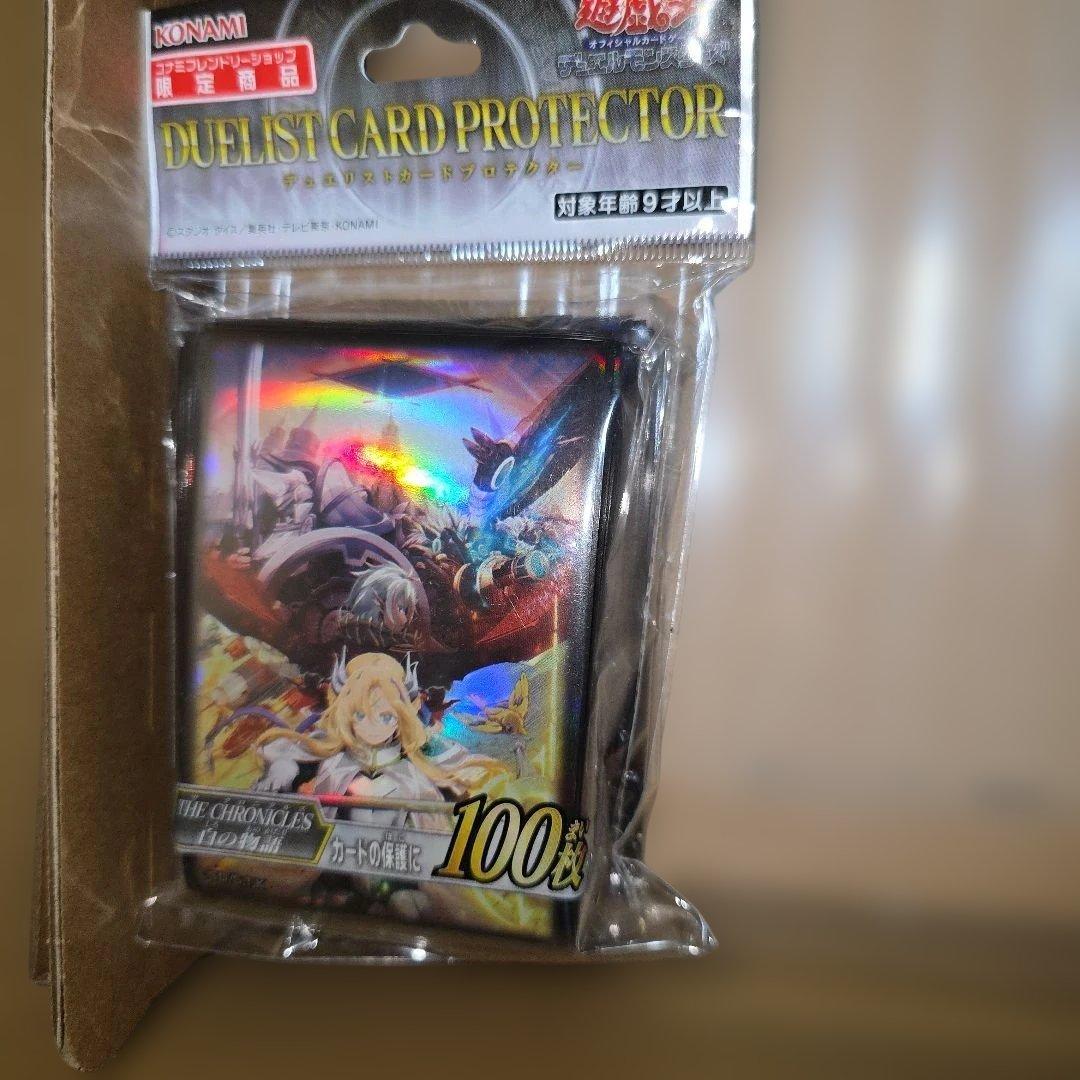 KONAMI
コナミフレンドリーショップ
限定商品
遊戯王
オフィシャルカードゲーム
デュエルモンスターズ
DUELIST CARD PROTECTOR
デュエリストカードプロテクター
対象年齢9才以上
©スタジオ・ダイス/集英社・テレビ東京・KONAMI
THE CHRONICLES
白の物語
カードの保護に
ほご
100枚
まい